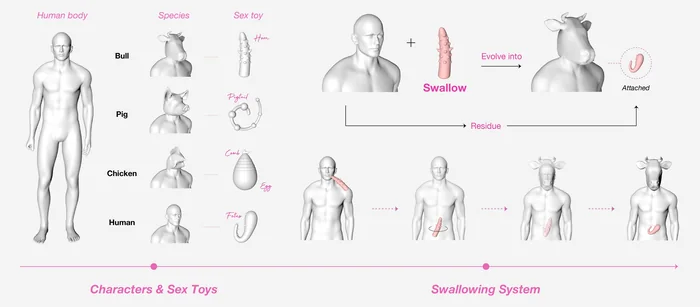 Human body
Species
Sex toy
Bull
Horn
Pig
Pigtail
Chicken
Comb
Egg
Human
Fetus
+
Swallow
Evolve into
Attached
Residue
Characters & Sex Toys
Swallowing System